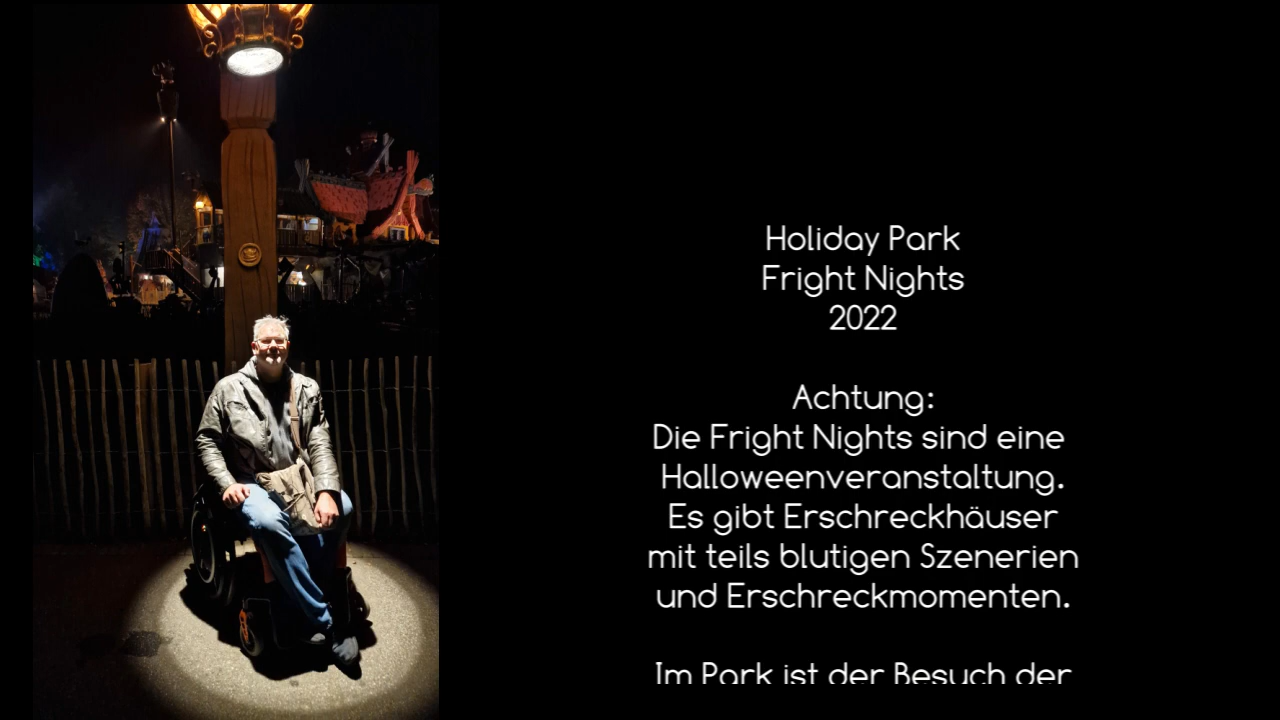 Holiday Park
Fright Nights
2022
Achtung:
Die Fright Nights sind eine
Halloweenveranstaltung.
Es gibt Erschreckhäuser
mit teils blutigen Szenerien
und Erschreckmomenten.
Im Park ist der Besuch der